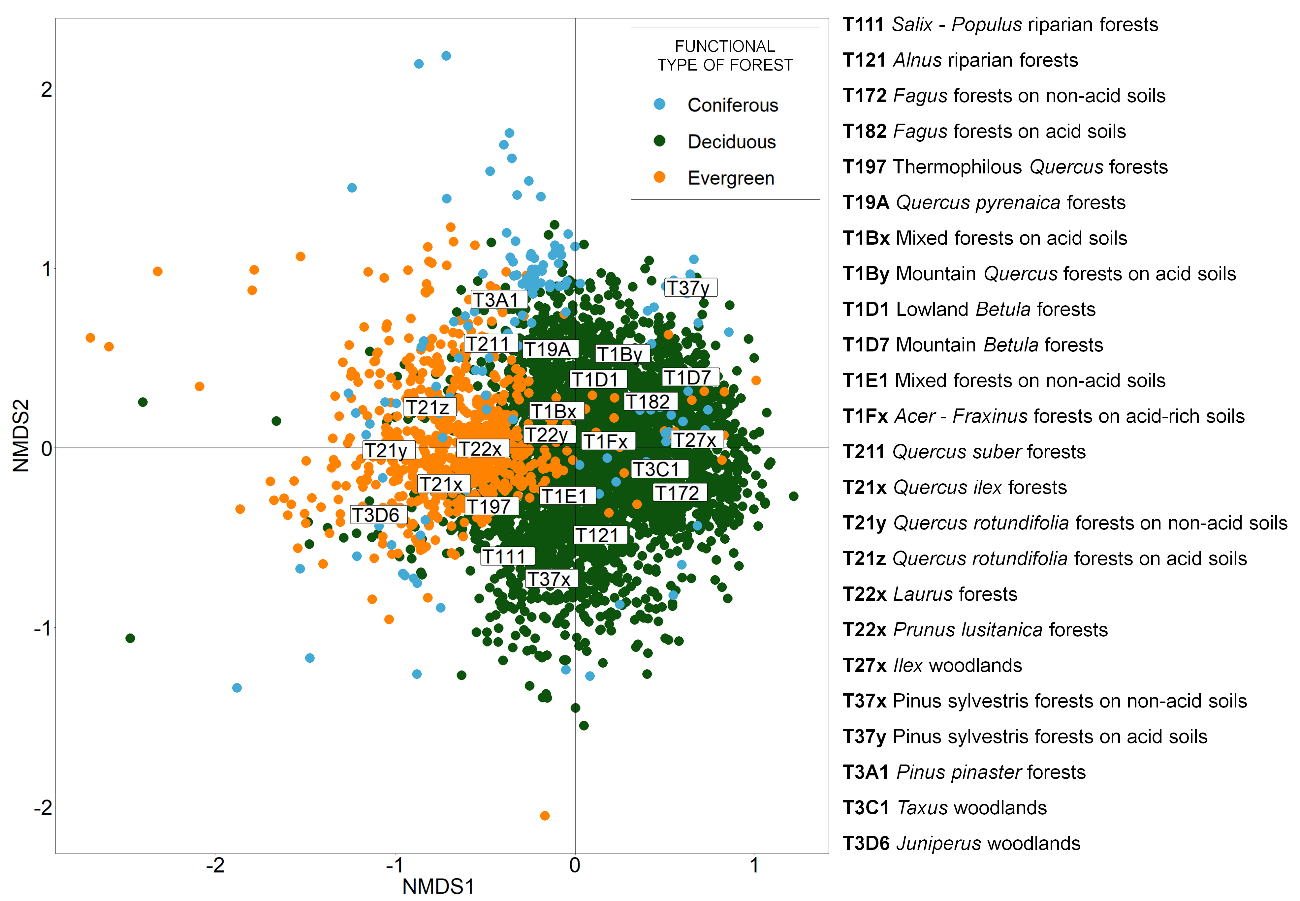 FUNCTIONAL
TYPE OF FOREST
Coniferous
Deciduous
Evergreen
2
1
0
-1
-2
NMDS2
-2
-1
0
1
NMDS1
T37y
T3A1
T211
T19A
T1By
T1D1
T1D7
T182
T21z
T1Bx
T22y
T1Fx
T27x
T21y
T22x
T3C1
T21x
T172
T1E1
T197
T3D6
T121
T111
T37x
T111 Salix - Populus riparian forests
T121 Alnus riparian forests
T172 Fagus forests on non-acid soils
T182 Fagus forests on acid soils
T197 Thermophilous Quercus forests
T19A Quercus pyrenaica forests
T1Bx Mixed forests on acid soils
T1By Mountain Quercus forests on acid soils
T1D1 Lowland Betula forests
T1D7 Mountain Betula forests
T1E1 Mixed forests on non-acid soils
T1Fx Acer - Fraxinus forests on acid-rich soils
T211 Quercus suber forests
T21x Quercus ilex forests
T21y Quercus rotundifolia forests on non-acid soils
T21z Quercus rotundifolia forests on acid soils
T22x Laurus forests
T22x Prunus lusitanica forests
T27x Ilex woodlands
T37x Pinus sylvestris forests on non-acid soils
T37y Pinus sylvestris forests on acid soils
T3A1 Pinus pinaster forests
T3C1 Taxus woodlands
T3D6 Juniperus woodlands